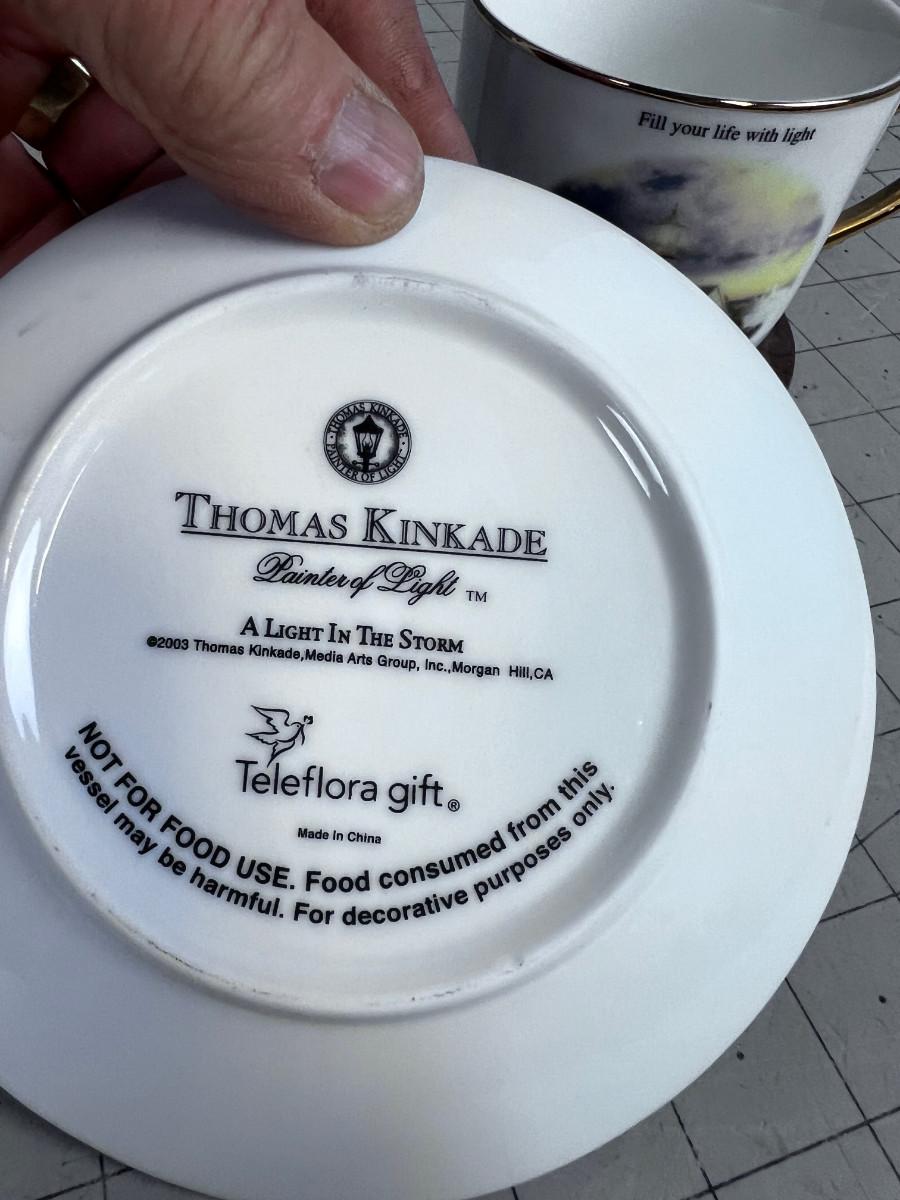 Fill your life with light
THOMAS KINKADE
PAINTER OF LIGHT
THOMAS KINKADE
Painter of Light ™
A LIGHT IN THE STORM
©2003 Thomas Kinkade,Media Arts Group, Inc.,Morgan Hill,CA
Teleflora gift®
Made In China
NOT FOR FOOD USE. Food consumed from this
vessel may be harmful. For decorative purposes only.